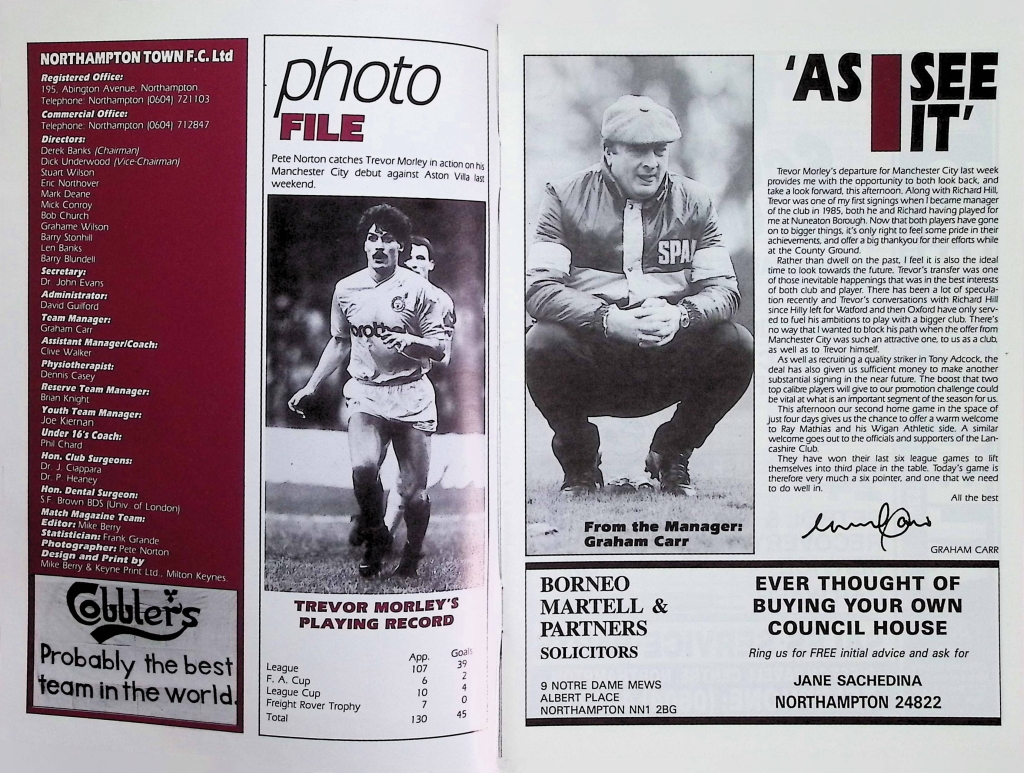 NORTHAMPTON TOWN F.C. Ltd
Registered Office:
195, Abington Avenue, Northampton.
Telephone: Northampton (0604) 721103
Commercial Office:
Telephone: Northampton (0604) 712847
Directors:
Derek Banks (Chairman)
Dick Underwood (Vice-Chairman)
Stuart Wilson
Eric Northover
Mark Deane
Mick Conroy
Bob Church
Grahame Wilson
Barry Stonhill
Len Banks
Barry Blundell
Secretary:
Dr. John Evans
Administrator:
David Guilford
Team Manager:
Graham Carr
Assistant Manager/Coach:
Clive Walker
Physiotherapist:
Dennis Casey
Reserve Team Manager:
Brian Knight
Youth Team Manager:
Joe Kiernan
Under 16's Coach:
Phil Chard
Hon. Club Surgeons:
Dr. J. Ciappara
Dr. P. Heaney
Hon. Dental Surgeon:
S.F. Brown BDS (Univ. of London)
Match Magazine Team:
Editor: Mike Berry
Statistician: Frank Grande
Photographer: Pete Norton
Design and Print by
Mike Berry & Keyne Print Ltd., Milton Keynes.
Cobbler's
Probably the best
team in the world.
photo
FILE
Pete Norton catches Trevor Morley in action on his
Manchester City debut against Aston Villa last
weekend.
brother
TREVOR MORLEY'S
PLAYING RECORD
App. Goals
League 107 39
F. A. Cup 6 2
League Cup 10 4
Freight Rover Trophy 7 0
Total 130 45
SPAL
From the Manager:
Graham Carr
'AS I SEE
IT'
Trevor Morley's departure for Manchester City last week
provides me with the opportunity to both look back, and
take a look forward, this afternoon. Along with Richard Hill,
Trevor was one of my first signings when I became manager
of the club in 1985, both he and Richard having played for
me at Nuneaton Borough. Now that both players have gone
on to bigger things, it's only right to feel some pride in their
achievements, and offer a big thankyou for their efforts while
at the County Ground.
Rather than dwell on the past, I feel it is also the ideal
time to look towards the future. Trevor's transfer was one
of those inevitable happenings that was in the best interests
of both club and player. There has been a lot of specula-
tion recently and Trevor's conversations with Richard Hill
since Hilly left for Watford and then Oxford have only serv-
ed to fuel his ambitions to play with a bigger club. There's
no way that I wanted to block his path when the offer from
Manchester City was such an attractive one, to us as a club,
as well as to Trevor himself.
As well as recruiting a quality striker in Tony Adcock, the
deal has also given us sufficient money to make another
substantial signing in the near future. The boost that two
top calibre players will give to our promotion challenge could
be vital at what is an important segment of the season for us.
This afternoon our second home game in the space of
just four days gives us the chance to offer a warm welcome
to Ray Mathias and his Wigan Athletic side. A similar
welcome goes out to the officials and supporters of the Lan-
cashire Club.
They have won their last six league games to lift
themselves into third place in the table. Today's game is
therefore very much a six pointer, and one that we need
to do well in.
All the best
GRAHAM CARR
BORNEO
MARTELL &
PARTNERS
SOLICITORS
9 NOTRE DAME MEWS
ALBERT PLACE
NORTHAMPTON NN1 2BG
EVER THOUGHT OF
BUYING YOUR OWN
COUNCIL HOUSE
Ring us for FREE initial advice and ask for
JANE SACHEDINA
NORTHAMPTON 24822